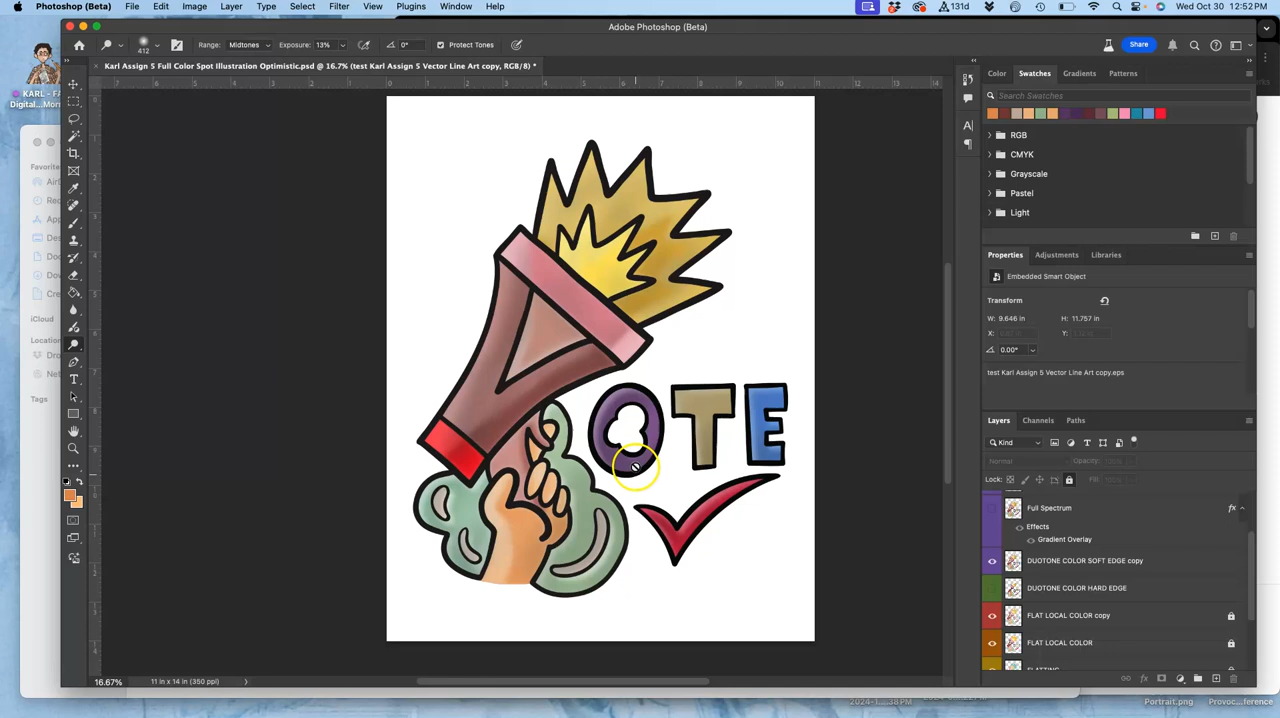 Photoshop (Beta) File Edit Image Layer Type Select Filter View Plugins Window Help
131
Wed Oct 30 12:52 PM
Adobe Photoshop (Beta)
412
Range: Midtones
Exposure: 13%
0°
Protect Tones
Share
Karl Assign 5 Full Color Spot Illustration Optimistic.psd @ 16.7% (test Karl Assign 5 Vector Line Art copy, RGB/8) *
OTE
16.67%
11 in x 14 in (350 ppi)
Color Swatches Gradients Patterns
Search Swatches
RGB
CMYK
Grayscale
Pastel
Light
Properties Adjustments Libraries
Embedded Smart Object
Transform
W: 9.646 in
H: 11.757 in
X:
Y:
0.00°
test Karl Assign 5 Vector Line Art copy.eps
Layers Channels Paths
Kind
Normal
Opacity:
Lock:
Fill:
Full Spectrum
fx
Effects
Gradient Overlay
DUOTONE COLOR SOFT EDGE copy
DUOTONE COLOR HARD EDGE
FLAT LOCAL COLOR copy
FLAT LOCAL COLOR
FLATTING
Favorites
iCloud
Tags
Portrait.png